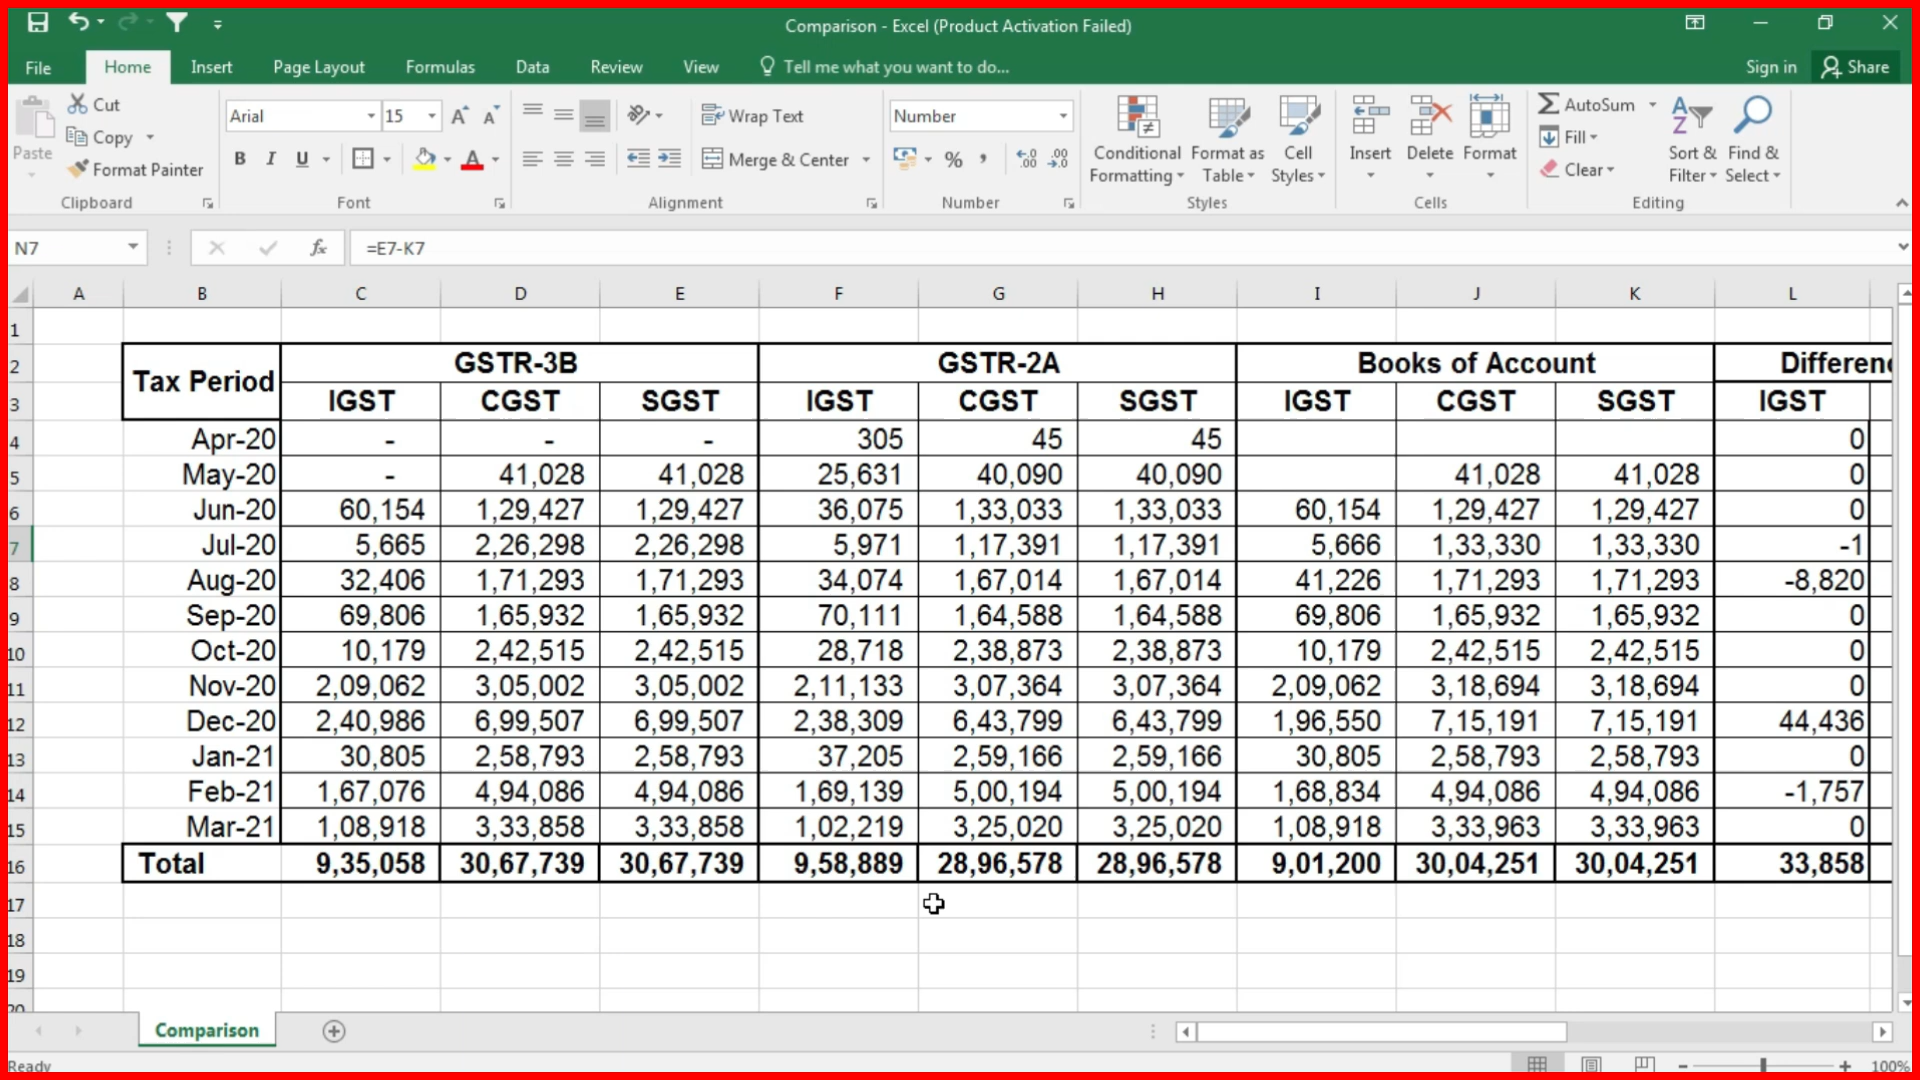 Comparison - Excel (Product Activation Failed)
File Home Insert Page Layout Formulas Data Review View Tell me what you want to do... Sign in Share
Paste
Cut
Copy
Format Painter
Clipboard
Arial 15
B I U A
Font
Wrap Text
Merge & Center
Alignment
Number
% ,
Number
Conditional Formatting
Format as Table
Cell Styles
Styles
Insert Delete Format
Cells
AutoSum
Fill
Clear
Sort & Filter
Find & Select
Editing
N7 fx =E7-K7
A B C D E F G H I J K L
1
2 Tax Period GSTR-3B GSTR-2A Books of Account Differenc
3 IGST CGST SGST IGST CGST SGST IGST CGST SGST IGST
4 Apr-20 - - - 305 45 45 0
5 May-20 - 41,028 41,028 25,631 40,090 40,090 41,028 41,028 0
6 Jun-20 60,154 1,29,427 1,29,427 36,075 1,33,033 1,33,033 60,154 1,29,427 1,29,427 0
7 Jul-20 5,665 2,26,298 2,26,298 5,971 1,17,391 1,17,391 5,666 1,33,330 1,33,330 -1
8 Aug-20 32,406 1,71,293 1,71,293 34,074 1,67,014 1,67,014 41,226 1,71,293 1,71,293 -8,820
9 Sep-20 69,806 1,65,932 1,65,932 70,111 1,64,588 1,64,588 69,806 1,65,932 1,65,932 0
10 Oct-20 10,179 2,42,515 2,42,515 28,718 2,38,873 2,38,873 10,179 2,42,515 2,42,515 0
11 Nov-20 2,09,062 3,05,002 3,05,002 2,11,133 3,07,364 3,07,364 2,09,062 3,18,694 3,18,694 0
12 Dec-20 2,40,986 6,99,507 6,99,507 2,38,309 6,43,799 6,43,799 1,96,550 7,15,191 7,15,191 44,436
13 Jan-21 30,805 2,58,793 2,58,793 37,205 2,59,166 2,59,166 30,805 2,58,793 2,58,793 0
14 Feb-21 1,67,076 4,94,086 4,94,086 1,69,139 5,00,194 5,00,194 1,68,834 4,94,086 4,94,086 -1,757
15 Mar-21 1,08,918 3,33,858 3,33,858 1,02,219 3,25,020 3,25,020 1,08,918 3,33,963 3,33,963 0
16 Total 9,35,058 30,67,739 30,67,739 9,58,889 28,96,578 28,96,578 9,01,200 30,04,251 30,04,251 33,858
17
18
19
20
Comparison
Ready 100%